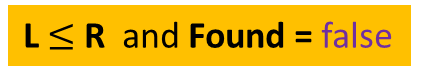 L ≤ R and Found = false